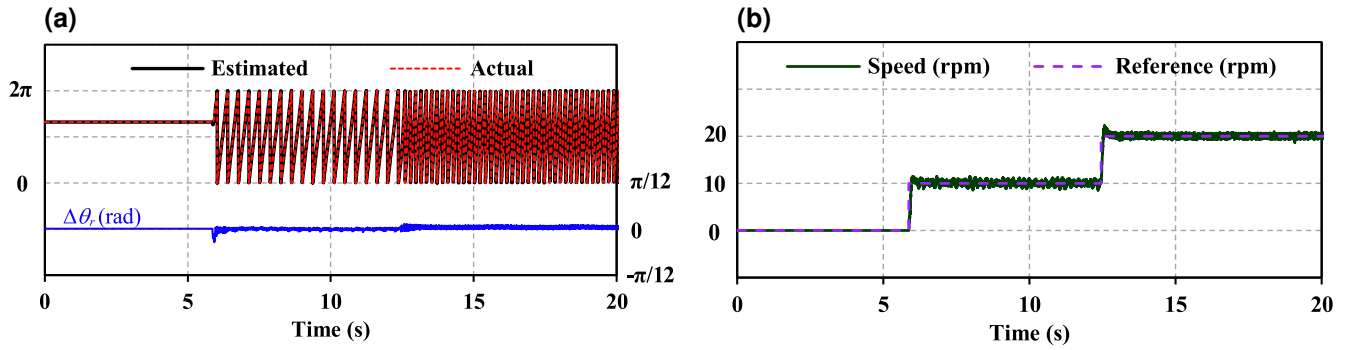 (a)
Estimated Actual
2π
0
π/12
Δθr (rad)
0
-π/12
0 5 10 15 20
Time (s)
(b)
Speed (rpm) Reference (rpm)
20
10
0
0 5 10 15 20
Time (s)